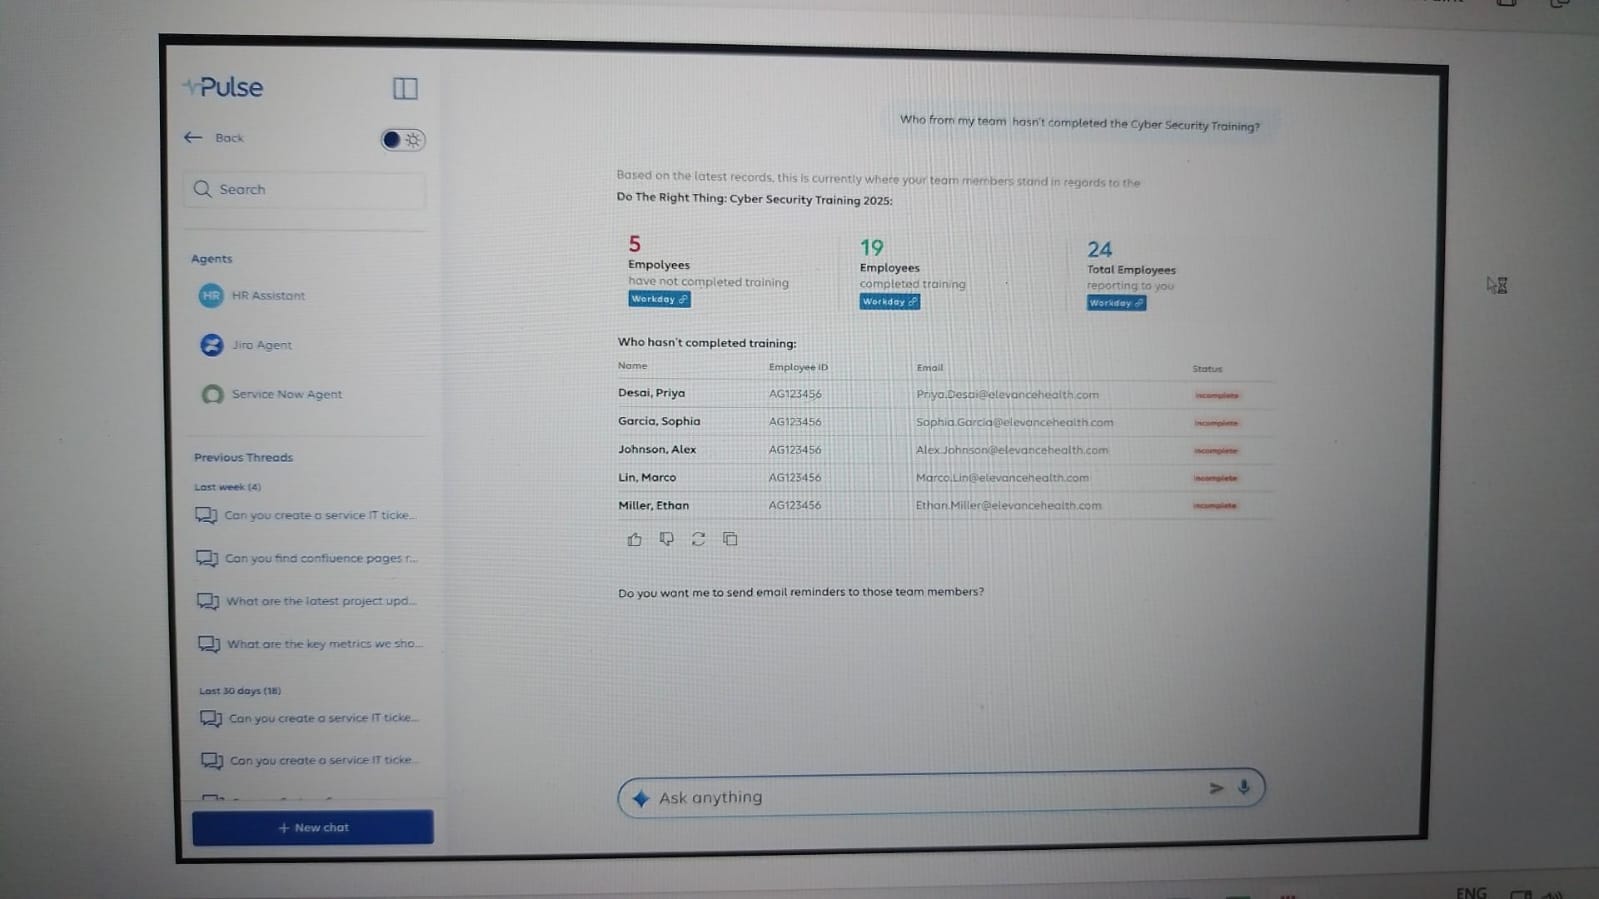 Pulse
Back
Search
Agents
HR HR Assistant
Jira Agent
Service Now Agent
Previous Threads
Last week (4)
Can you create a service IT ticke...
Can you find confluence pages r...
What are the latest project upd...
What are the key metrics we sho...
Last 30 days (18)
Can you create a service IT ticke...
Can you create a service IT ticke...
+ New chat
Who from my team hasn't completed the Cyber Security Training?
Based on the latest records, this is currently where your team members stand in regards to the
Do The Right Thing: Cyber Security Training 2025:
5
Empolyees
have not completed training
Workday
19
Employees
completed training
Workday
24
Total Employees
reporting to you
Workday
Who hasn't completed training:
Name Employee ID Email Status
Desai, Priya AG123456 Priya.Desai@elevancehealth.com Incomplete
Garcia, Sophia AG123456 Sophia.Garcia@elevancehealth.com Incomplete
Johnson, Alex AG123456 Alex.Johnson@elevancehealth.com Incomplete
Lin, Marco AG123456 Marco.Lin@elevancehealth.com Incomplete
Miller, Ethan AG123456 Ethan.Miller@elevancehealth.com Incomplete
Do you want me to send email reminders to those team members?
Ask anything
ENG